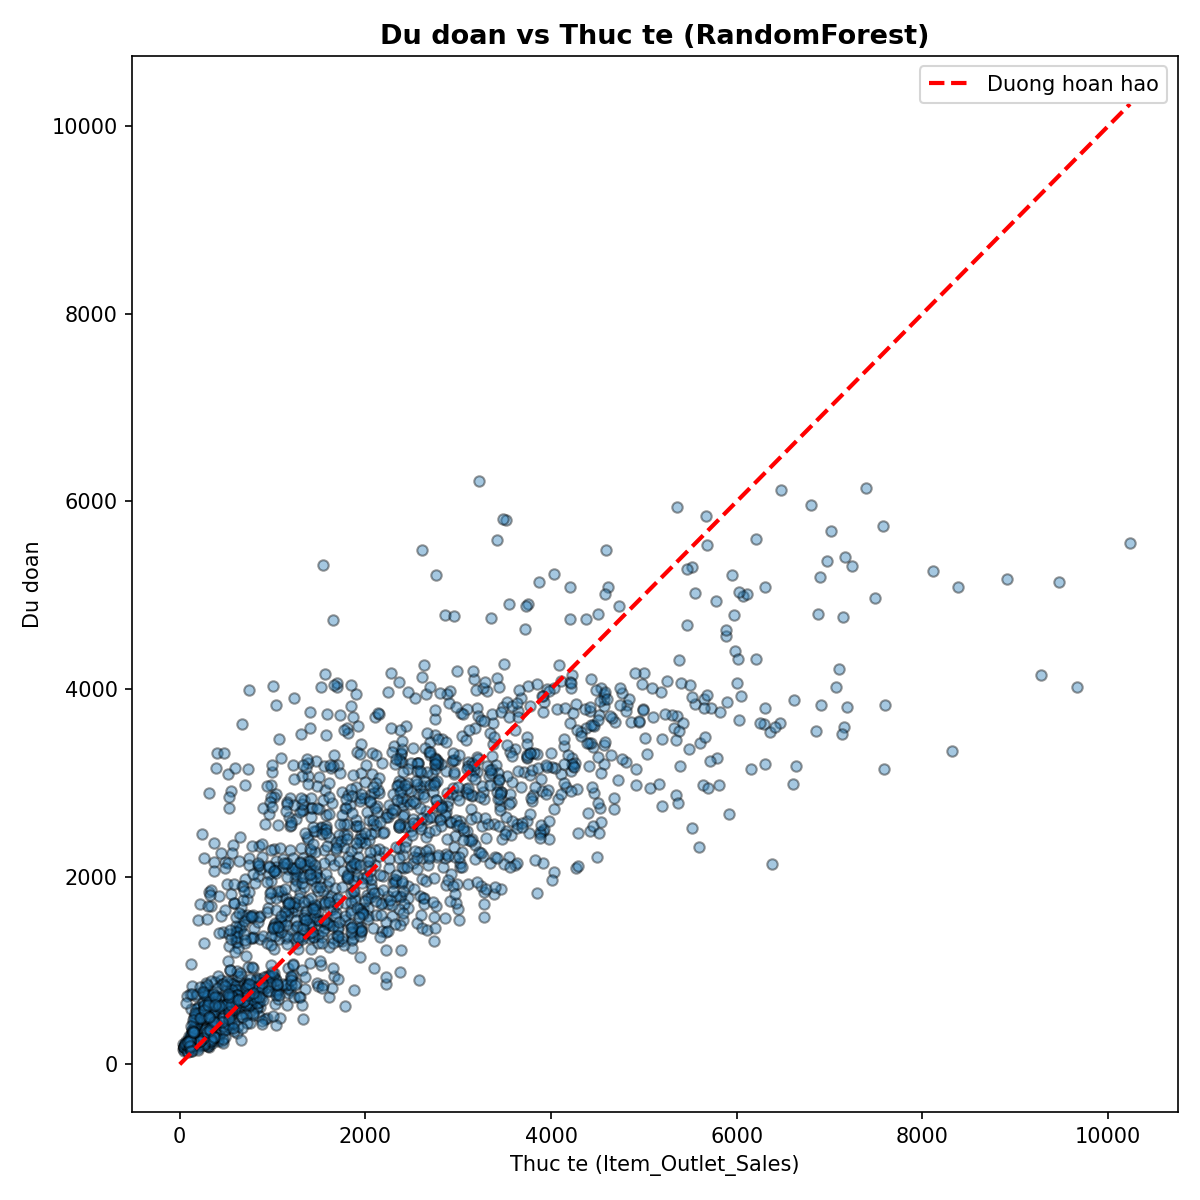 Du doan vs Thuc te (RandomForest)
Duong hoan hao
10000
8000
6000
4000
2000
0
Du doan
0 2000 4000 6000 8000 10000
Thuc te (Item_Outlet_Sales)